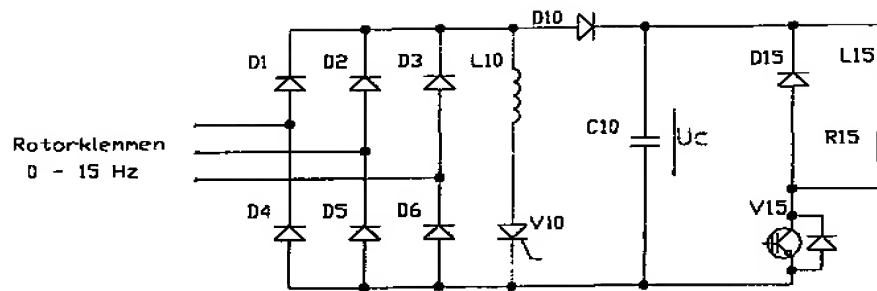 D10
D1
D2
D3
L10
D15
L15
C10
Uc
Rotorklemmen
0 - 15 Hz
R15
D4
D5
D6
V10
V15